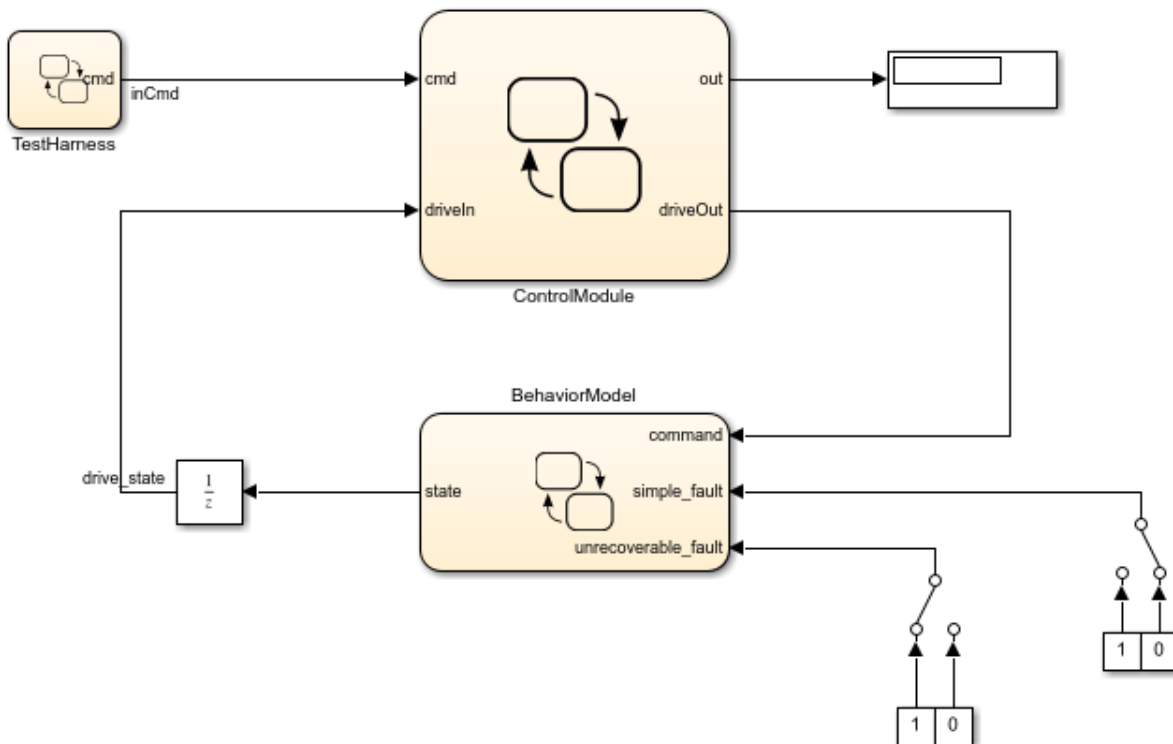 cmd
inCmd
TestHarness
cmd
out
driveIn
driveOut
ControlModule
BehaviorModel
command
drive_state
1
z
state
simple_fault
unrecoverable_fault
1 0
1 0